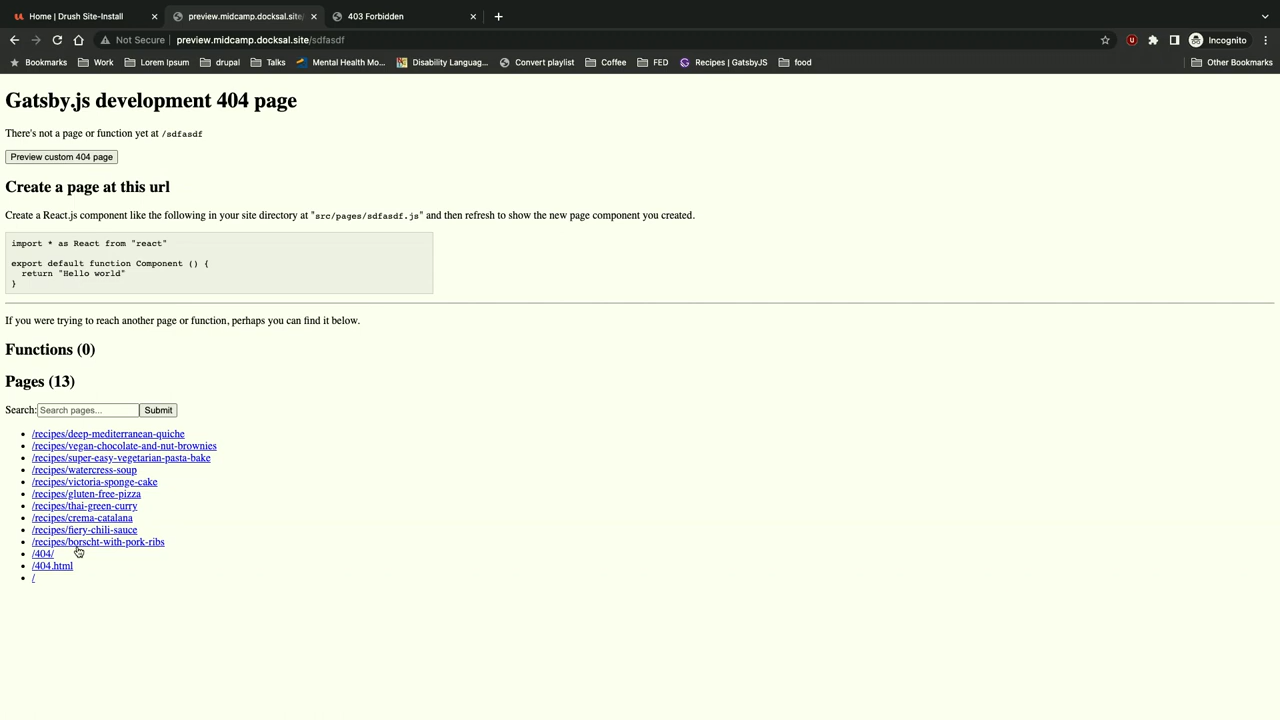 Home | Drush Site-Install
preview.midcamp.docksal.site/
403 Forbidden
Not Secure
preview.midcamp.docksal.site/sdfasdf
Incognito
Bookmarks
Work
Lorem Ipsum
drupal
Talks
Mental Health Mo...
Disability Languag...
Convert playlist
Coffee
FED
Recipes | GatsbyJS
food
Other Bookmarks
Gatsby.js development 404 page
There's not a page or function yet at /sdfasdf
Preview custom 404 page
Create a page at this url
Create a React.js component like the following in your site directory at "src/pages/sdfasdf.js" and then refresh to show the new page component you created.
import * as React from "react"
export default function Component () {
return "Hello world"
}
If you were trying to reach another page or function, perhaps you can find it below.
Functions (0)
Pages (13)
Search: Search pages... Submit
/recipes/deep-mediterranean-quiche
/recipes/vegan-chocolate-and-nut-brownies
/recipes/super-easy-vegetarian-pasta-bake
/recipes/watercress-soup
/recipes/victoria-sponge-cake
/recipes/gluten-free-pizza
/recipes/thai-green-curry
/recipes/crema-catalana
/recipes/fiery-chili-sauce
/recipes/borscht-with-pork-ribs
/404/
/404.html
/